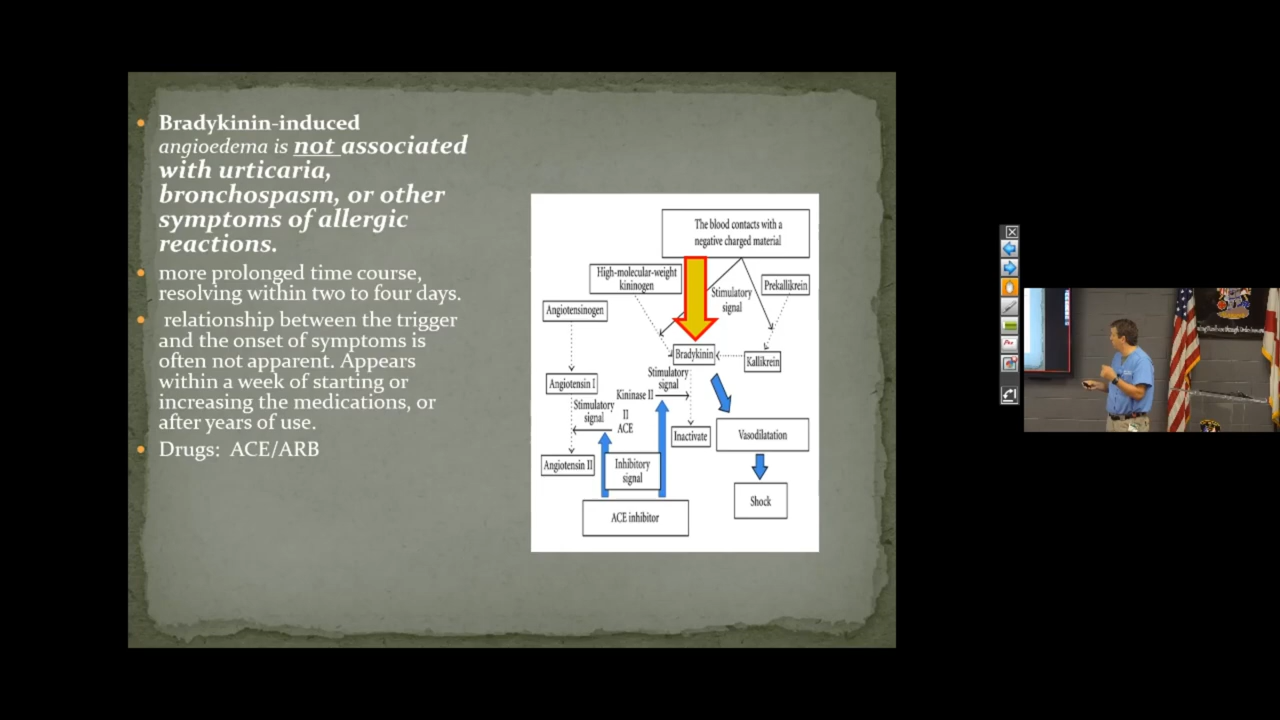 Bradykinin-induced
angioedema is not associated
with urticaria,
bronchospasm, or other
symptoms of allergic
reactions.
more prolonged time course,
resolving within two to four days.
relationship between the trigger
and the onset of symptoms is
often not apparent. Appears
within a week of starting or
increasing the medications, or
after years of use.
Drugs: ACE/ARB
The blood contacts with a
negative charged material
High-molecular-weight
kininogen
Stimulatory
signal
Prekallikrein
Angiotensinogen
Bradykinin
Kallikrein
Stimulatory
signal
Angiotensin I
Kininase II
Stimulatory
signal
II
ACE
Inactivate
Vasodilatation
Angiotensin II
Inhibitory
signal
Shock
ACE inhibitor